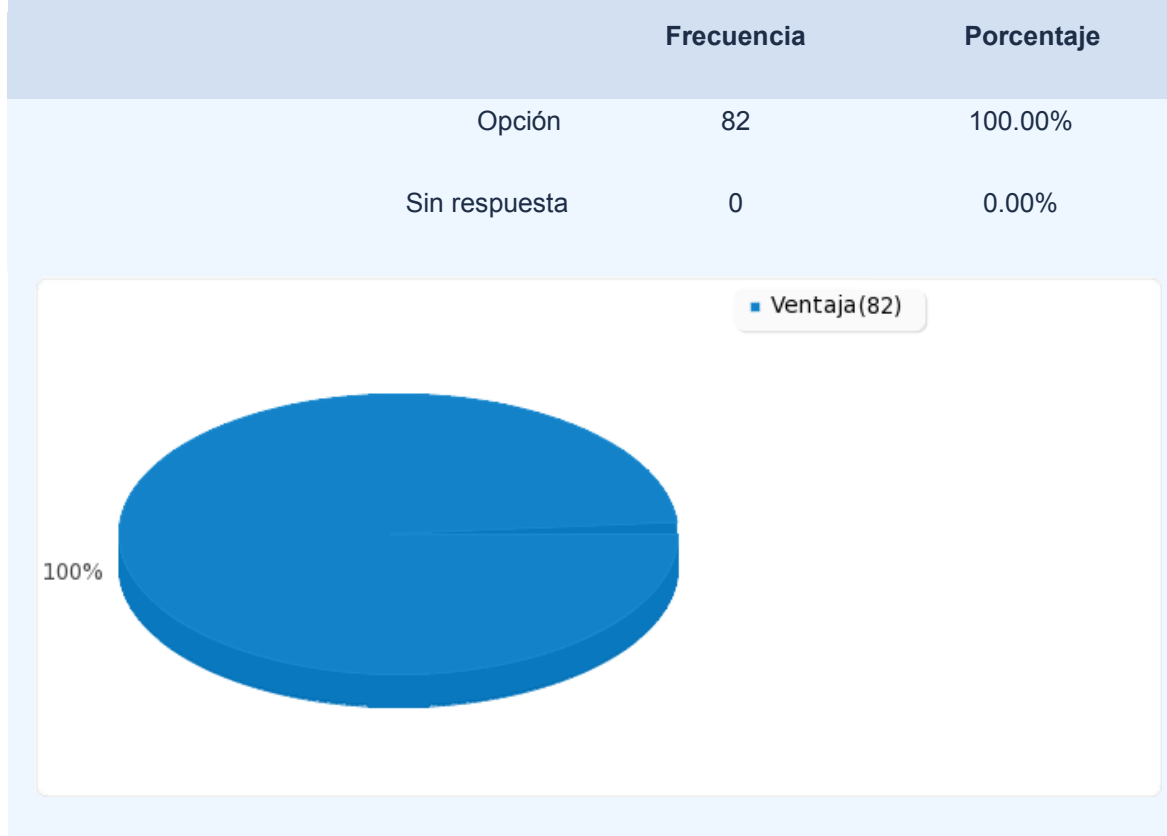 Frecuencia Porcentaje
Opción 82 100.00%
Sin respuesta 0 0.00%
Ventaja(82)
100%